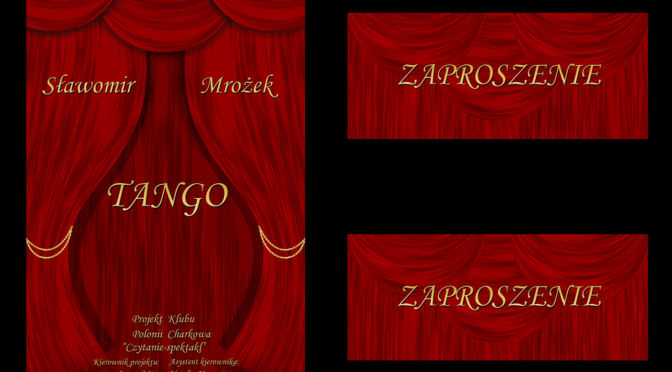 Sławomir Mrożek
TANGO
Projekt Klubu
Polonii Charkowa
"Czytanie-spektakl"
Kierownik projektu: Asystent kierownika:
ZAPROSZENIE
ZAPROSZENIE